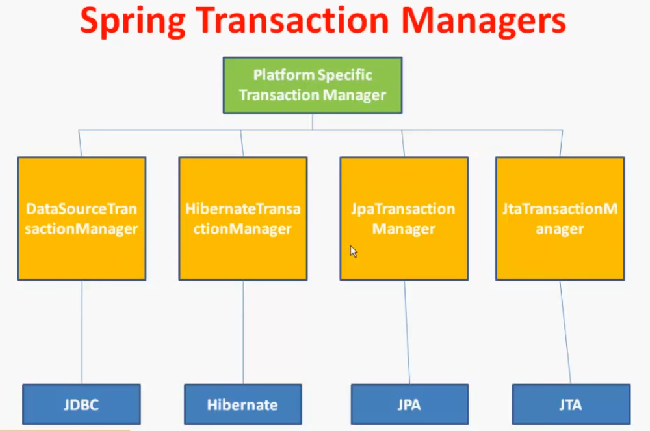 Spring Transaction Managers
Platform Specific
Transaction Manager
DataSourceTran
sactionManager
HibernateTransa
ctionManager
JpaTransaction
Manager
JtaTransactionM
anager
JDBC
Hibernate
JPA
JTA